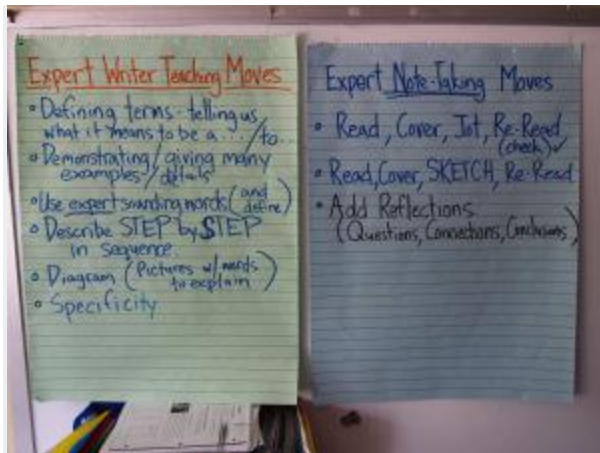 Expert Writer Teaching Moves
• Defining terms - telling us
what it means to be a... / to...
• Demonstrating / giving many
examples / details
• Use expert sounding words (and define)
• Describe STEP by STEP
in sequence
• Diagram (Pictures w/ words
to explain)
• Specificity
Expert Note-Taking Moves
• Read, Cover, Jot, Re-Read
(check) ✓
• Read, Cover, SKETCH, Re-Read
• Add Reflections
(Questions, Connections, Conclusions)